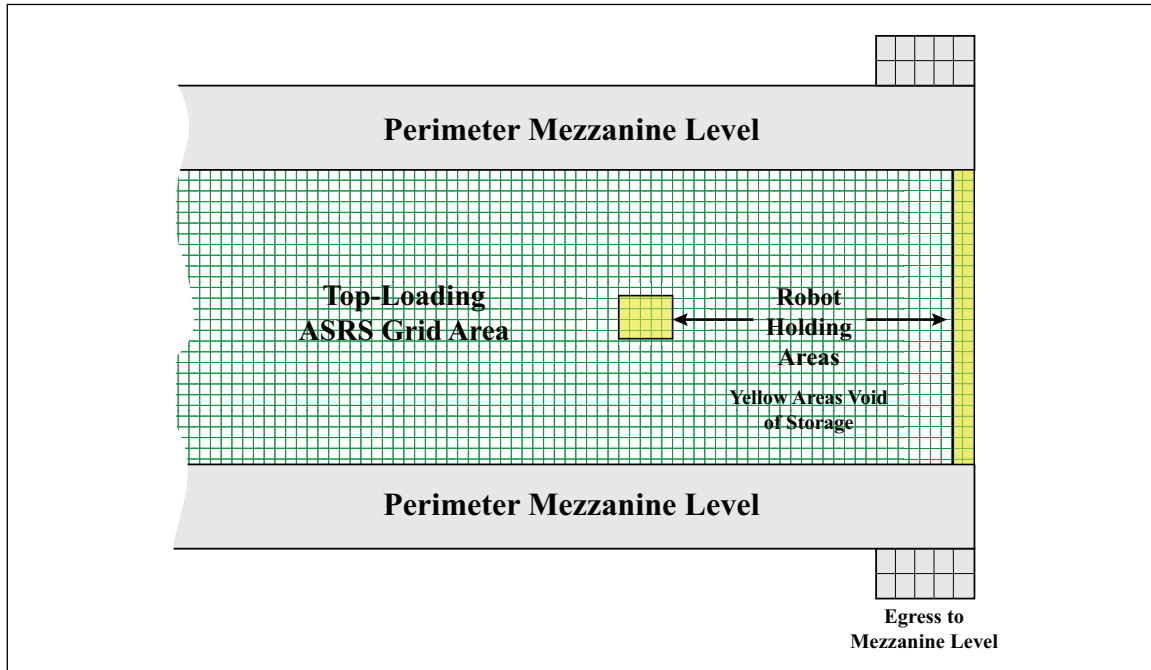 Perimeter Mezzanine Level
Top-Loading
ASRS Grid Area
Robot
Holding
Areas
Yellow Areas Void
of Storage
Perimeter Mezzanine Level
Egress to
Mezzanine Level